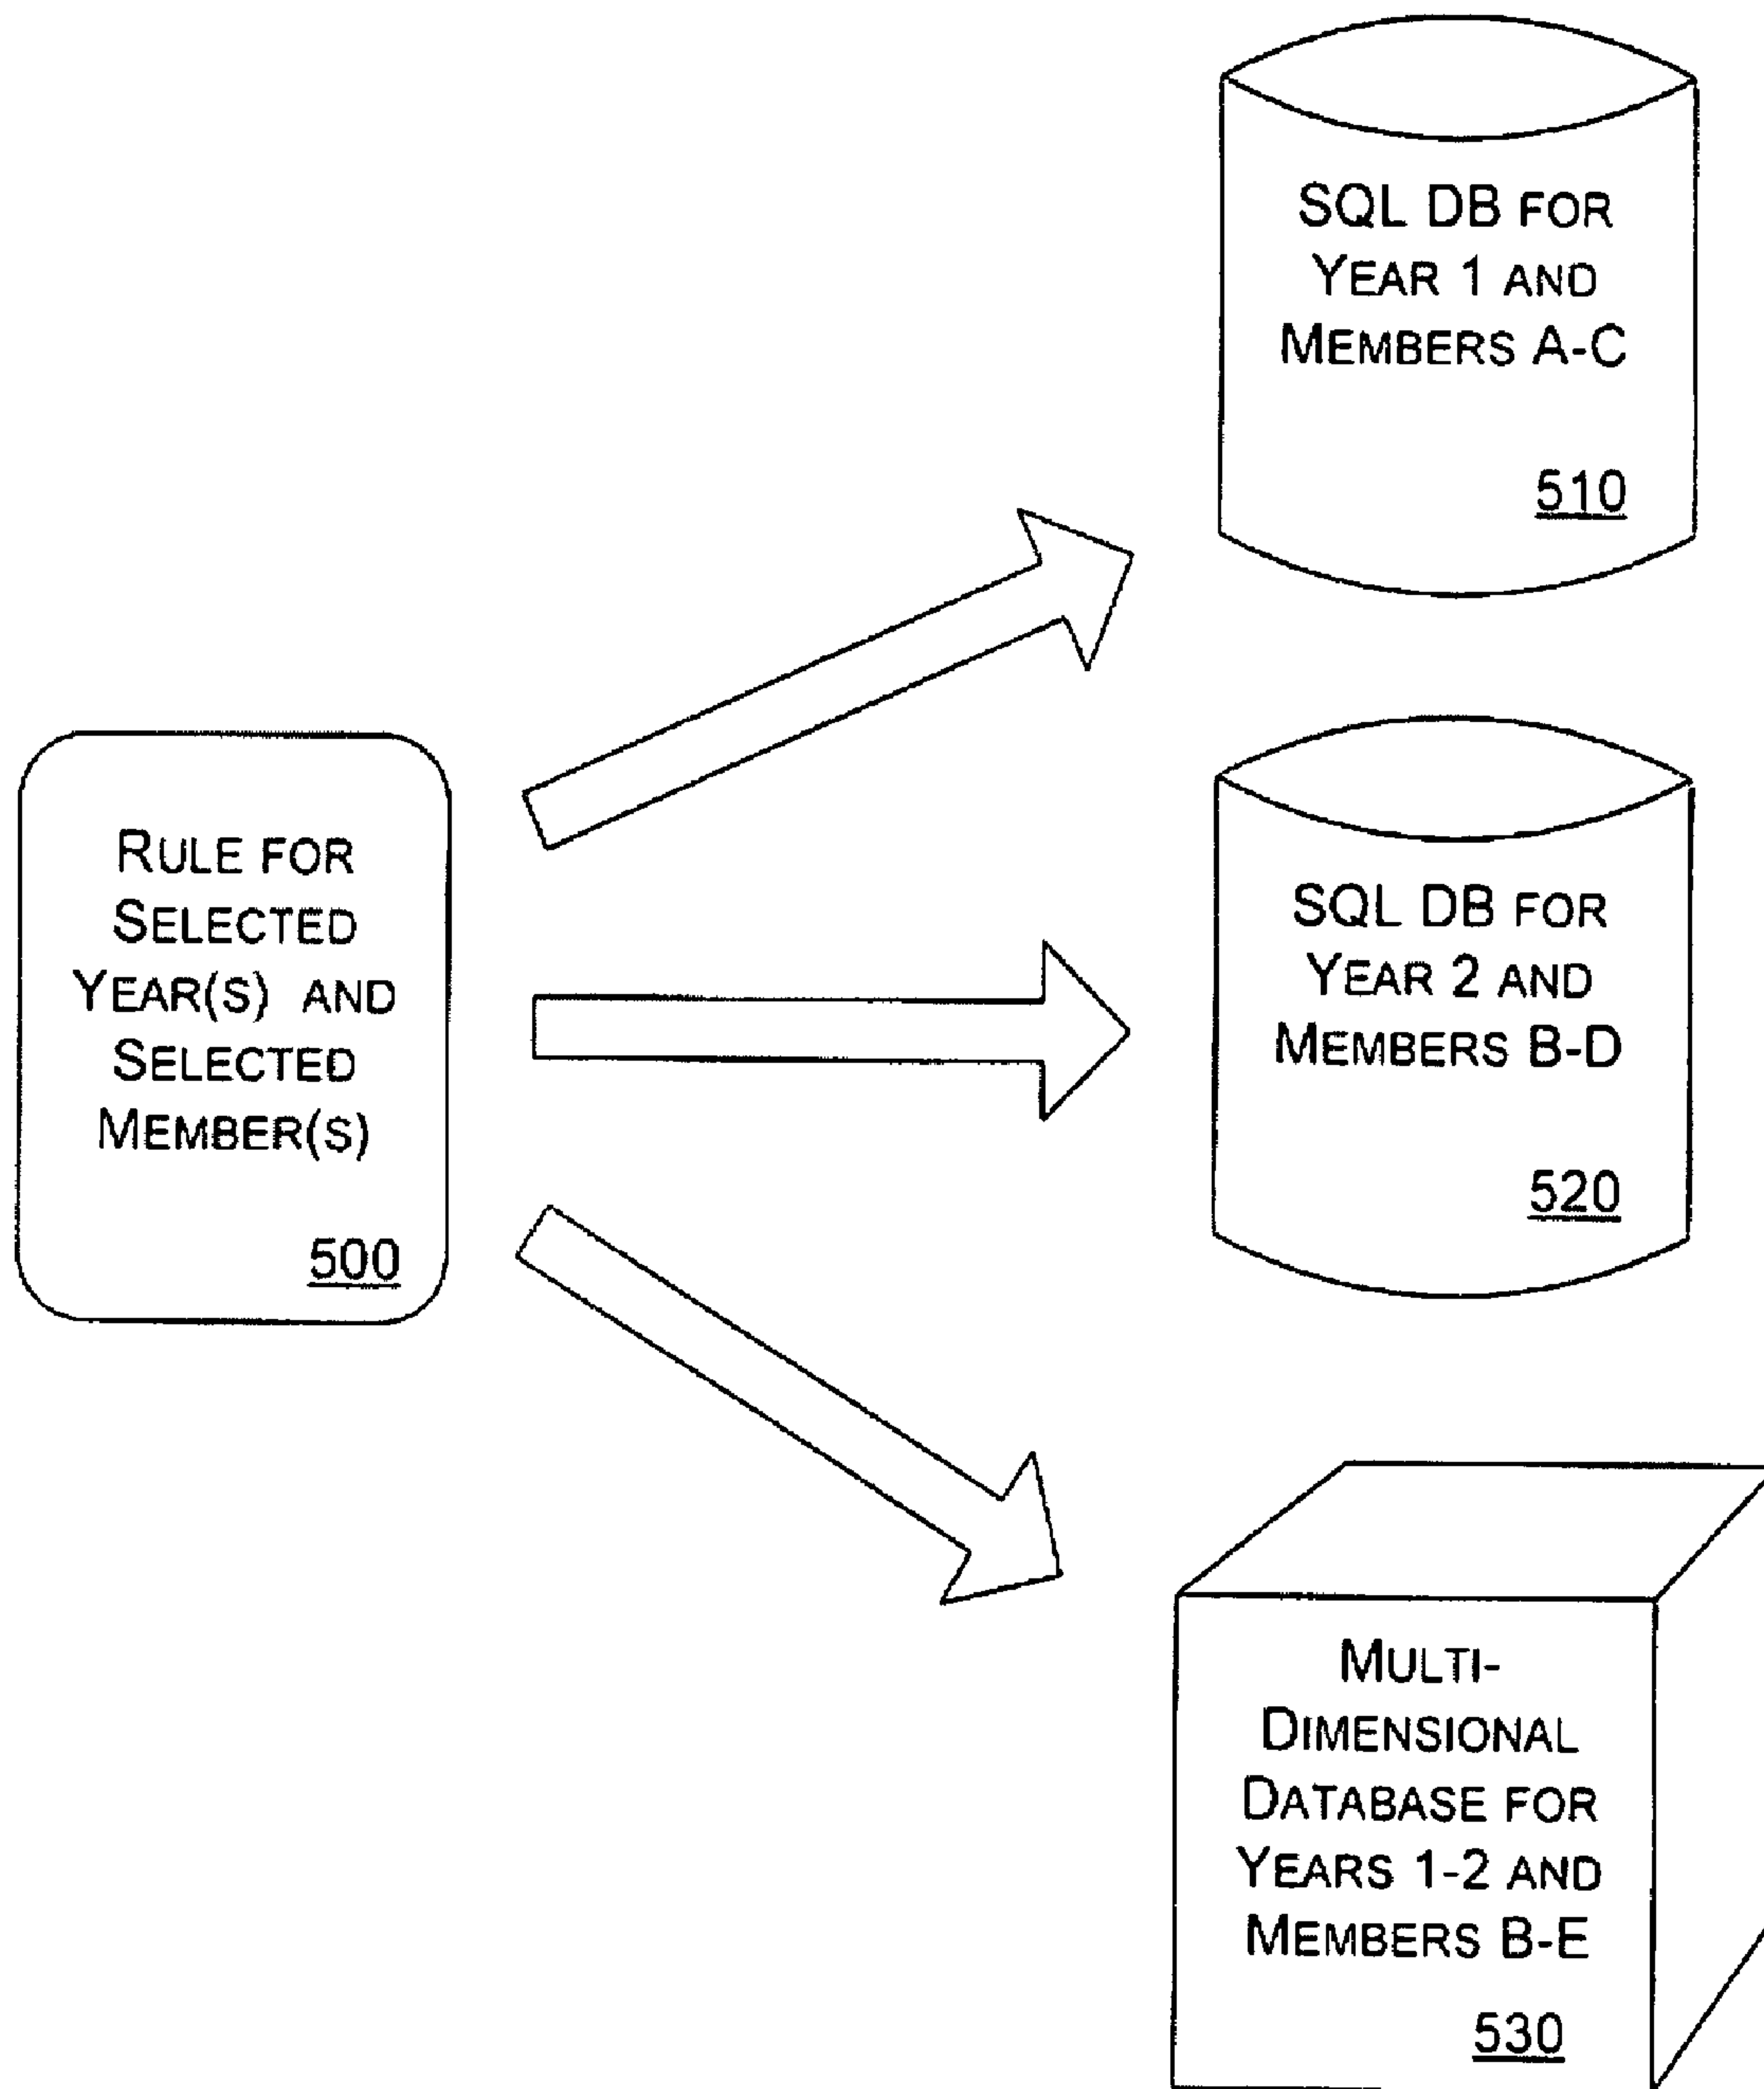 SQL DB FOR
YEAR 1 AND
MEMBERS A-C
510
RULE FOR
SELECTED
YEAR(S) AND
SELECTED
MEMBER(S)
500
SQL DB FOR
YEAR 2 AND
MEMBERS B-D
520
MULTI-
DIMENSIONAL
DATABASE FOR
YEARS 1-2 AND
MEMBERS B-E
530